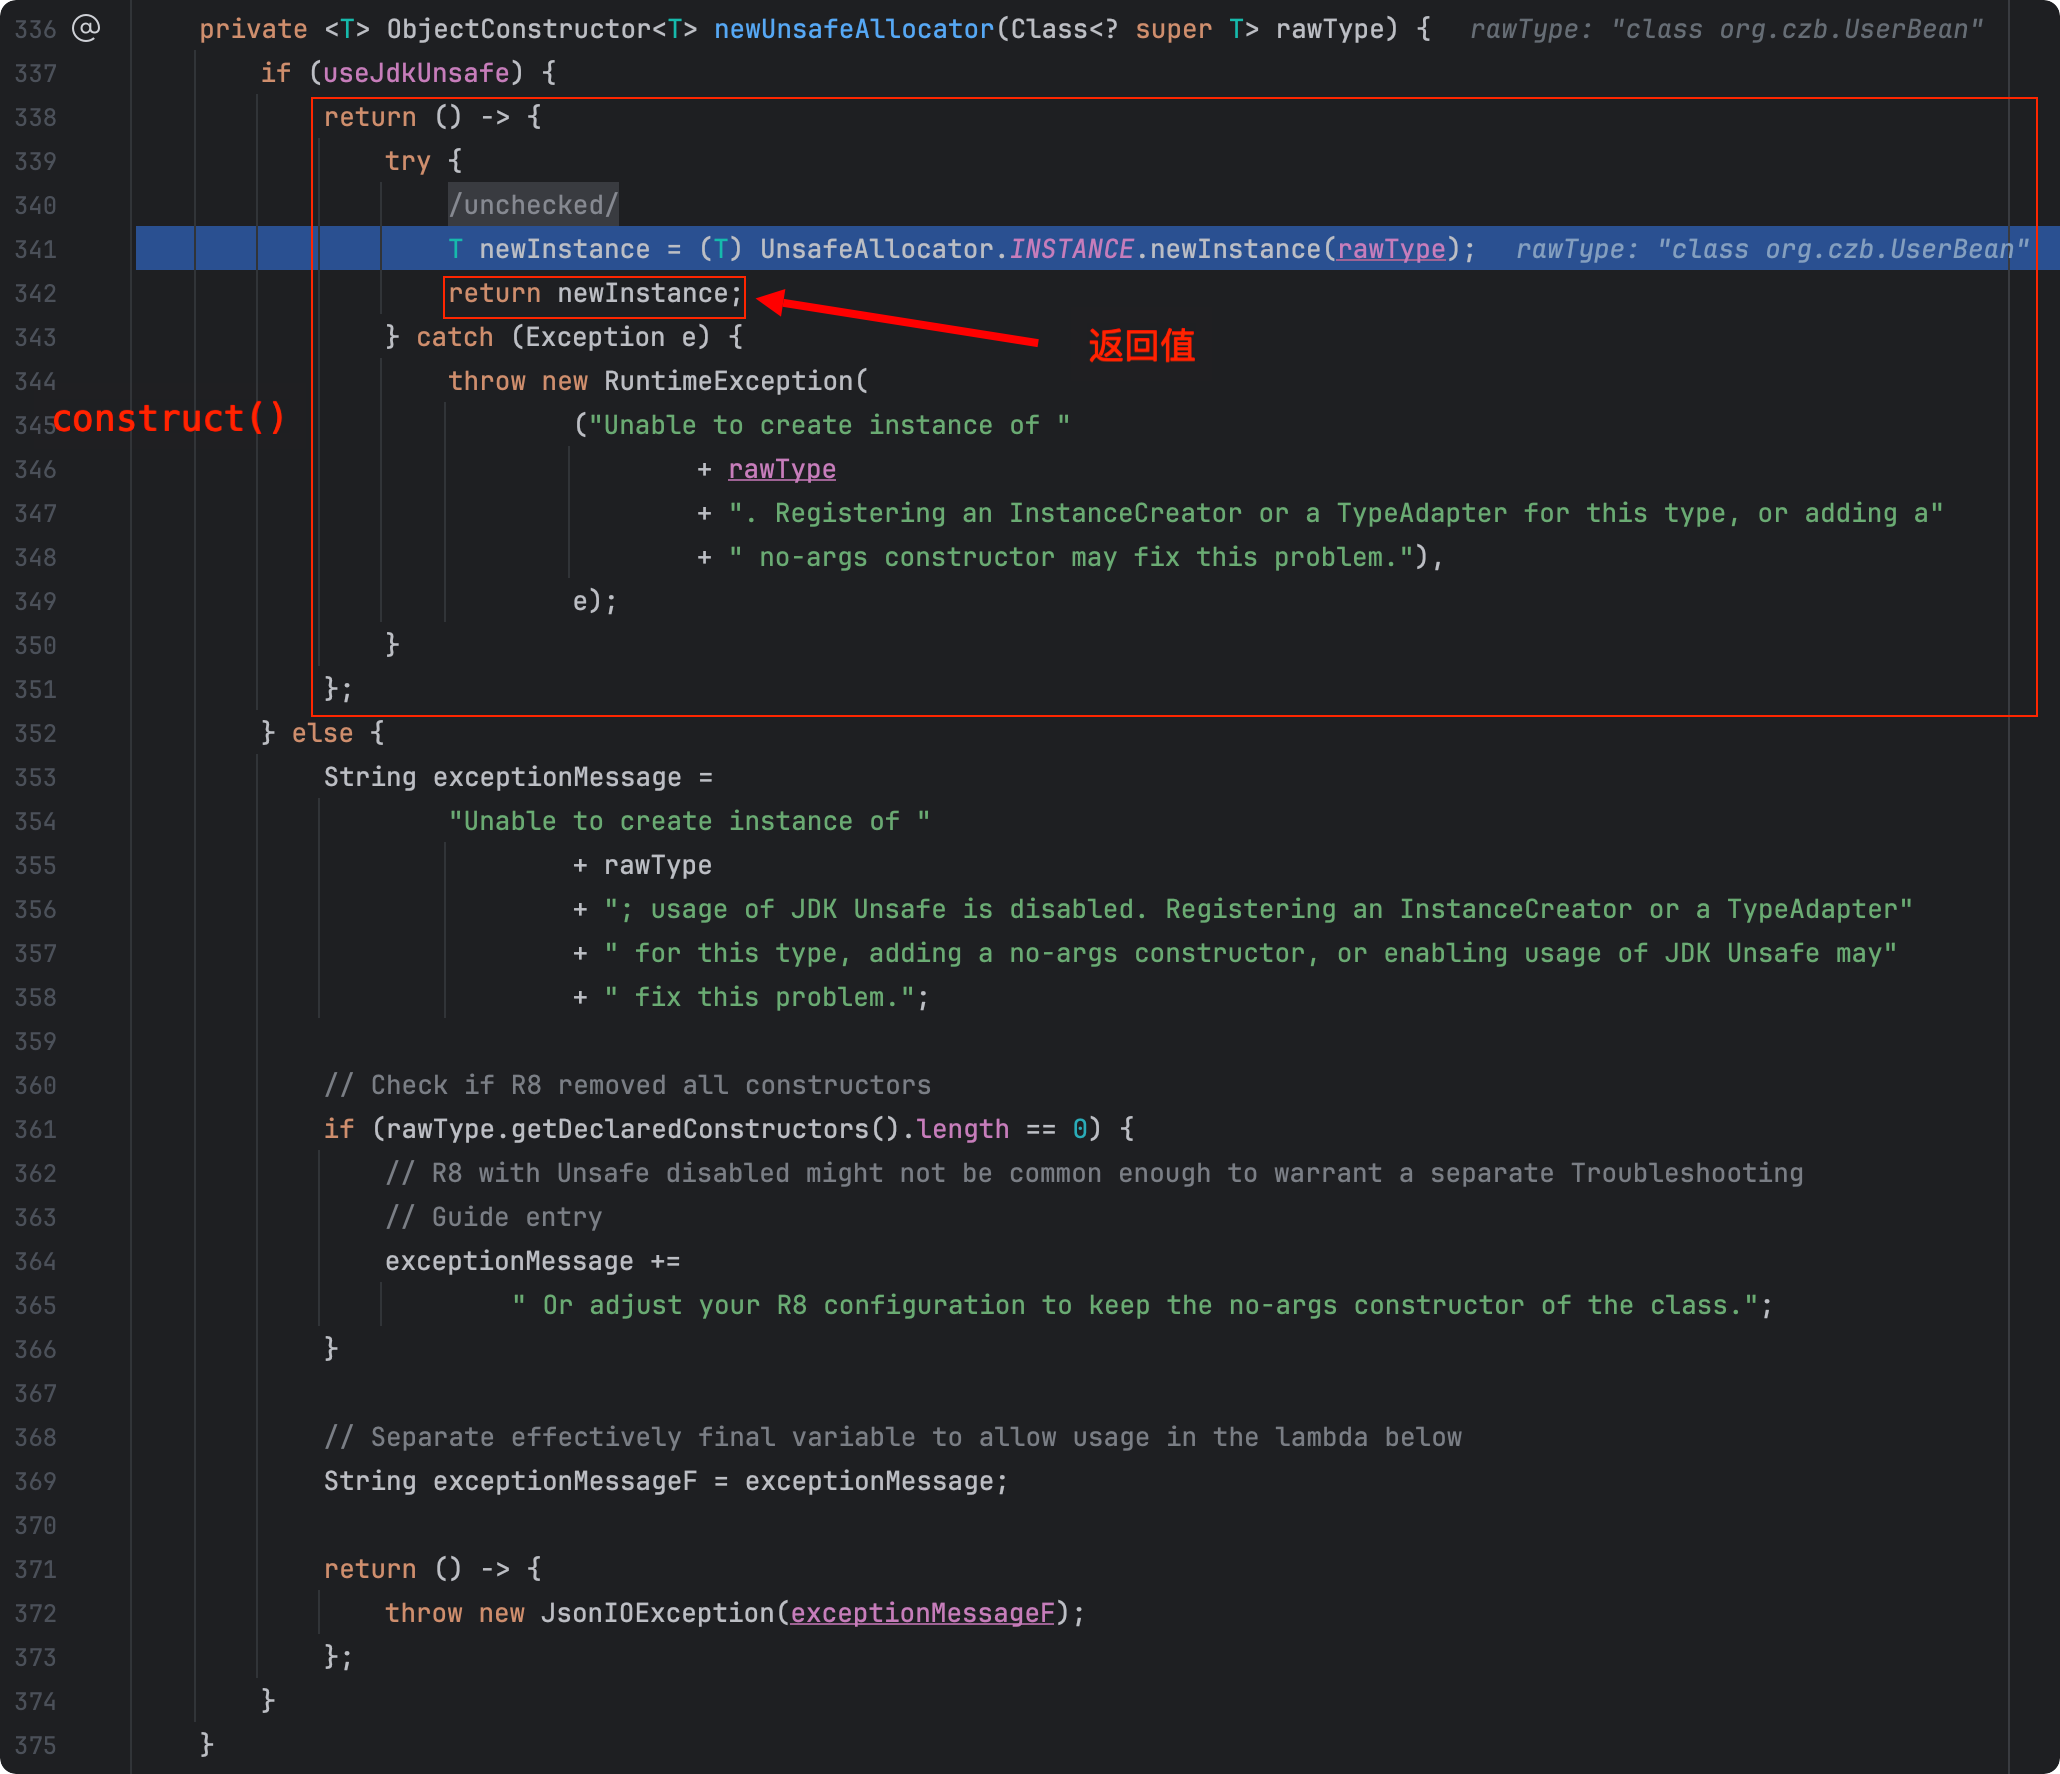 336 @ private <T> ObjectConstructor<T> newUnsafeAllocator(Class<? super T> rawType) { rawType: "class org.czb.UserBean"
337 if (useJdkUnsafe) {
338 return () -> {
339 try {
340 /unchecked/
341 T newInstance = (T) UnsafeAllocator.INSTANCE.newInstance(rawType); rawType: "class org.czb.UserBean"
342 return newInstance;
343 } catch (Exception e) {
返回值
344 throw new RuntimeException(
construct()
345 ("Unable to create instance of "
346 + rawType
347 + ". Registering an InstanceCreator or a TypeAdapter for this type, or adding a"
348 + " no-args constructor may fix this problem."),
349 e);
350 }
351 };
352 } else {
353 String exceptionMessage =
354 "Unable to create instance of "
355 + rawType
356 + "; usage of JDK Unsafe is disabled. Registering an InstanceCreator or a TypeAdapter"
357 + " for this type, adding a no-args constructor, or enabling usage of JDK Unsafe may"
358 + " fix this problem.";
359
360 // Check if R8 removed all constructors
361 if (rawType.getDeclaredConstructors().length == 0) {
362 // R8 with Unsafe disabled might not be common enough to warrant a separate Troubleshooting
363 // Guide entry
364 exceptionMessage +=
365 " Or adjust your R8 configuration to keep the no-args constructor of the class.";
366 }
367
368 // Separate effectively final variable to allow usage in the lambda below
369 String exceptionMessageF = exceptionMessage;
370
371 return () -> {
372 throw new JsonIOException(exceptionMessageF);
373 };
374 }
375 }